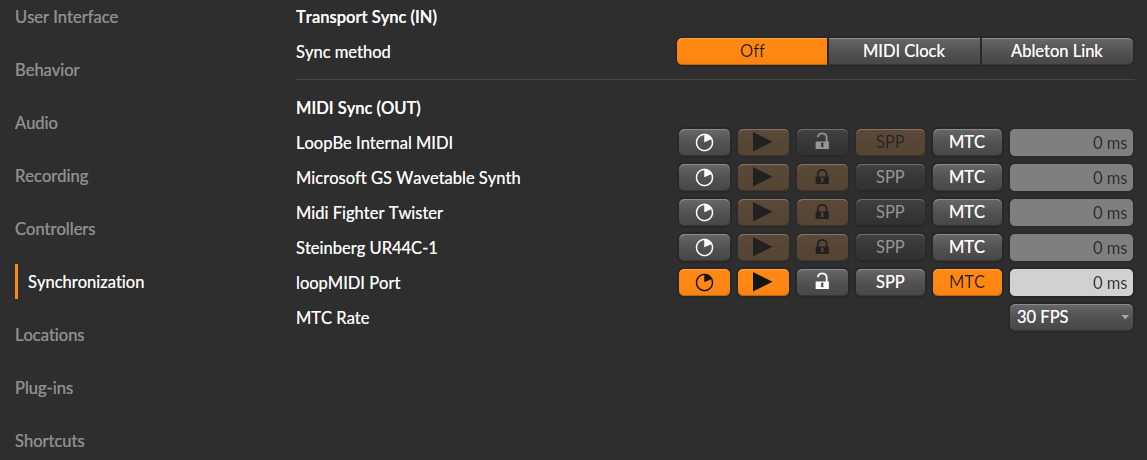 User Interface
Behavior
Audio
Recording
Controllers
Synchronization
Locations
Plug-ins
Shortcuts
Transport Sync (IN)
Sync method Off MIDI Clock Ableton Link
MIDI Sync (OUT)
LoopBe Internal MIDI SPP MTC 0 ms
Microsoft GS Wavetable Synth SPP MTC 0 ms
Midi Fighter Twister SPP MTC 0 ms
Steinberg UR44C-1 SPP MTC 0 ms
loopMIDI Port SPP MTC 0 ms
MTC Rate 30 FPS